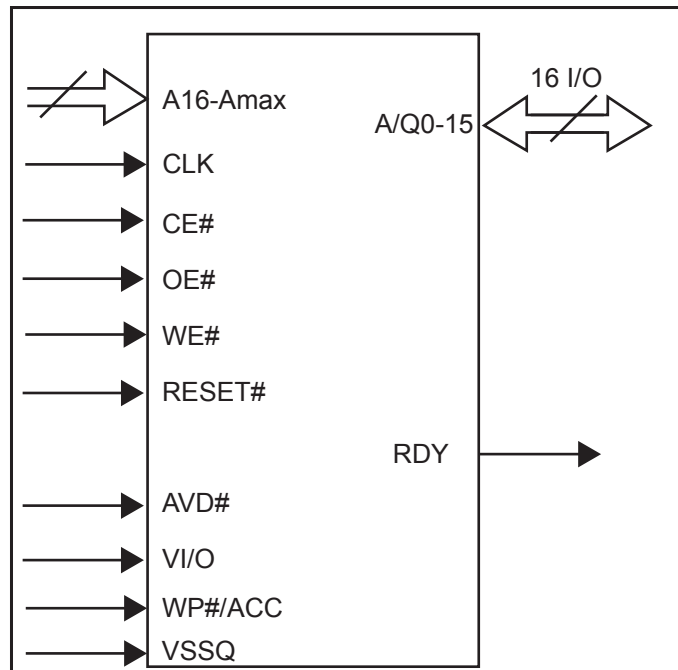 A16-Amax
16 I/O
A/Q0-15
CLK
CE#
OE#
WE#
RESET#
RDY
AVD#
VI/O
WP#/ACC
VSSQ